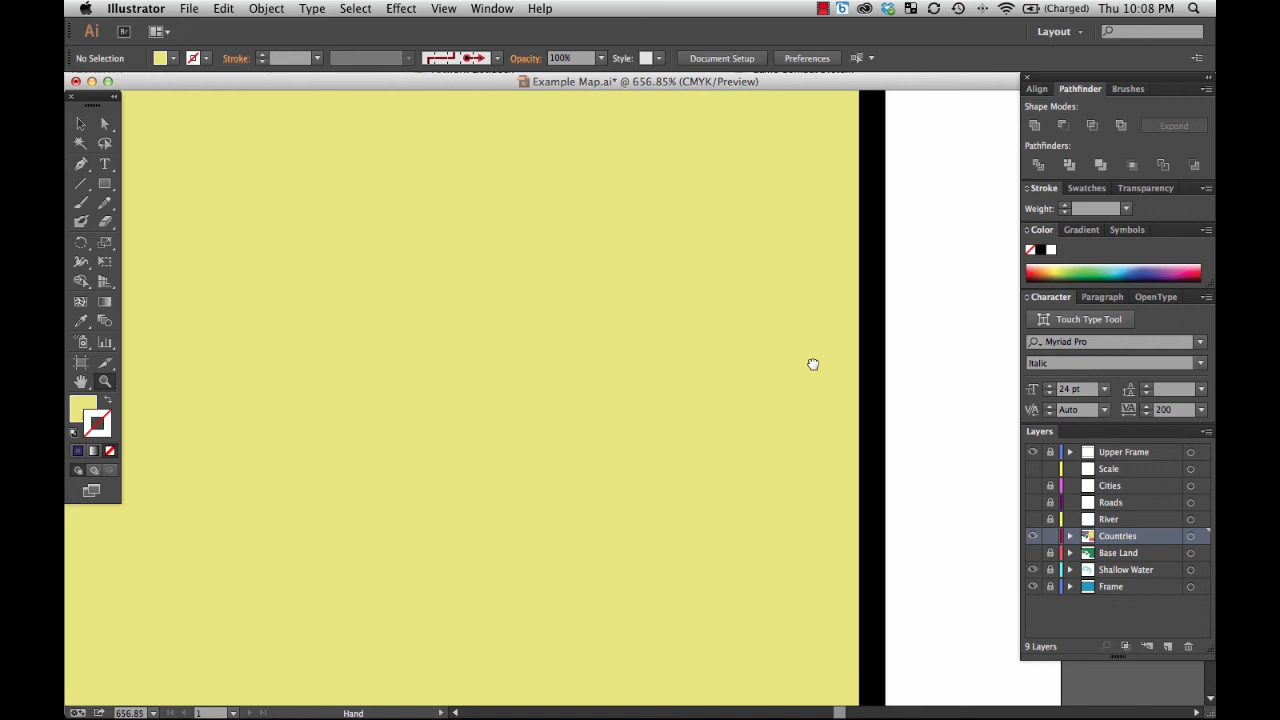 Illustrator File Edit Object Type Select Effect View Window Help (Charged) Thu 10:08 PM
Ai Br Layout
No Selection Stroke: Opacity: 100% Style: Document Setup Preferences
Example Map.ai* @ 656.85% (CMYK/Preview)
Align Pathfinder Brushes
Shape Modes:
Expand
Pathfinders:
Stroke Swatches Transparency
Weight:
Color Gradient Symbols
Character Paragraph OpenType
Touch Type Tool
Myriad Pro
Italic
24 pt
Auto 200
Layers
Upper Frame
Scale
Cities
Roads
River
Countries
Base Land
Shallow Water
Frame
9 Layers
656.85 1 Hand